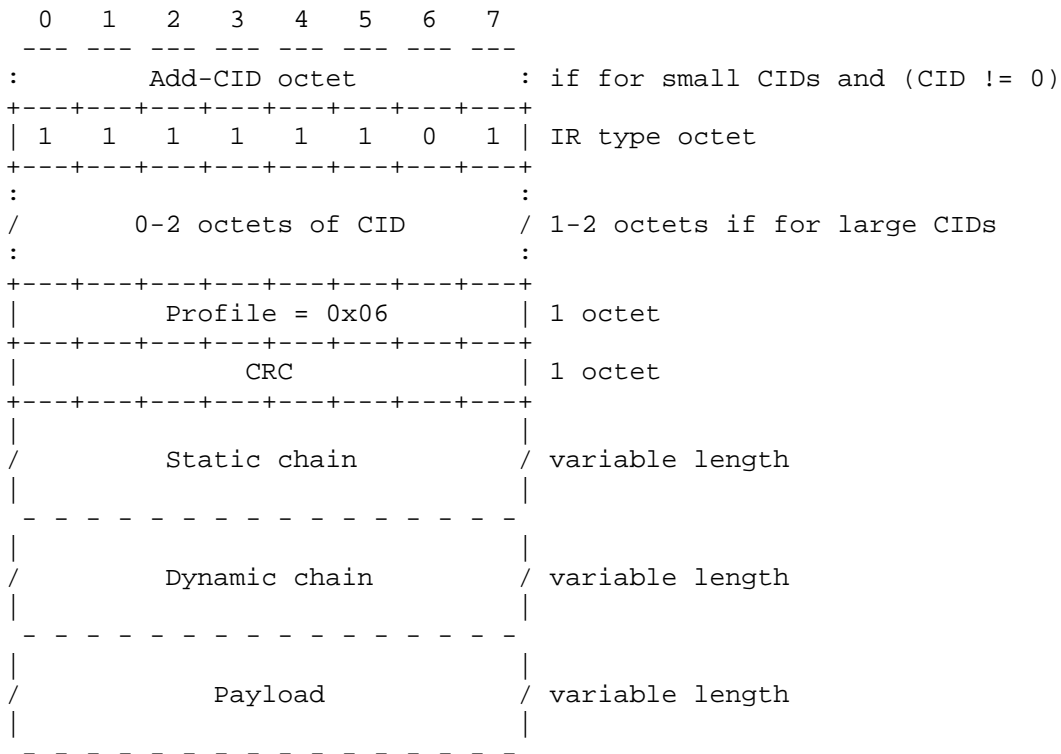 0   1   2   3   4   5   6   7
 --- --- --- --- --- --- --- ---
:        Add-CID octet          : if for small CIDs and (CID != 0)
+---+---+---+---+---+---+---+---+
| 1   1   1   1   1   1   0   1 | IR type octet
+---+---+---+---+---+---+---+---+
:                               :
/       0-2 octets of CID       / 1-2 octets if for large CIDs
:                               :
+---+---+---+---+---+---+---+---+
|         Profile = 0x06        | 1 octet
+---+---+---+---+---+---+---+---+
|              CRC              | 1 octet
+---+---+---+---+---+---+---+---+
|                               |
/         Static chain          / variable length
|                               |
 - - - - - - - - - - - - - - - -
|                               |
/         Dynamic chain         / variable length
|                               |
 - - - - - - - - - - - - - - - -
|                               |
/            Payload            / variable length
|                               |
 - - - - - - - - - - - - - - - -